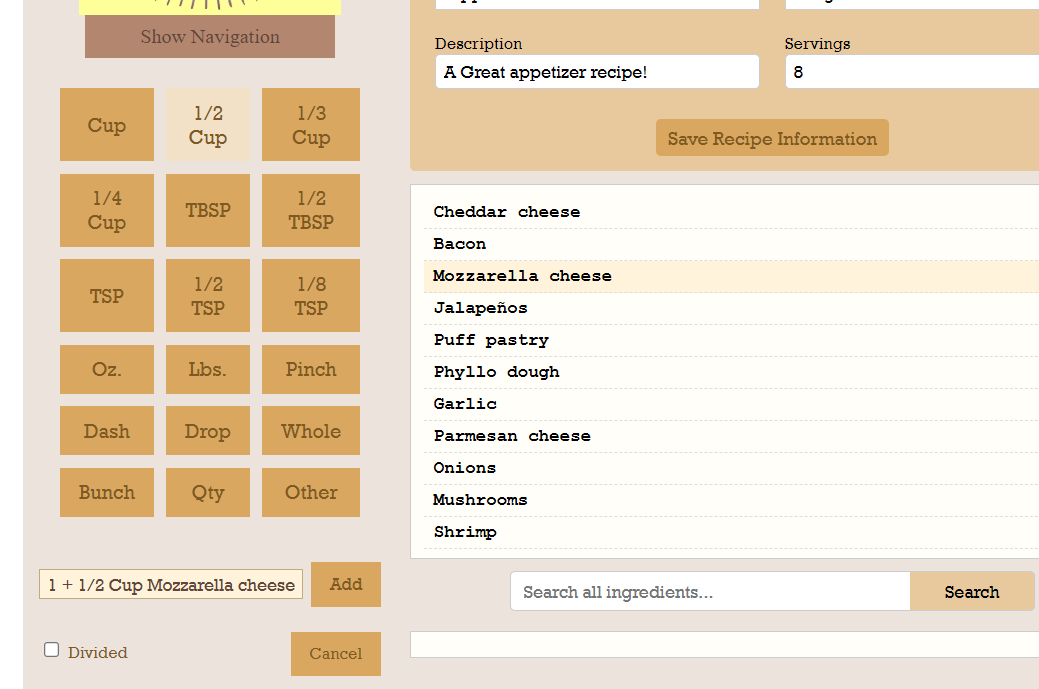 Show Navigation
Description
Servings
A Great appetizer recipe!
8
Save Recipe Information
Cup
1/2
Cup
1/3
Cup
1/4
Cup
TBSP
1/2
TBSP
TSP
1/2
TSP
1/8
TSP
Oz.
Lbs.
Pinch
Dash
Drop
Whole
Bunch
Qty
Other
1 + 1/2 Cup Mozzarella cheese
Add
Divided
Cancel
Cheddar cheese
Bacon
Mozzarella cheese
Jalapeños
Puff pastry
Phyllo dough
Garlic
Parmesan cheese
Onions
Mushrooms
Shrimp
Search all ingredients...
Search